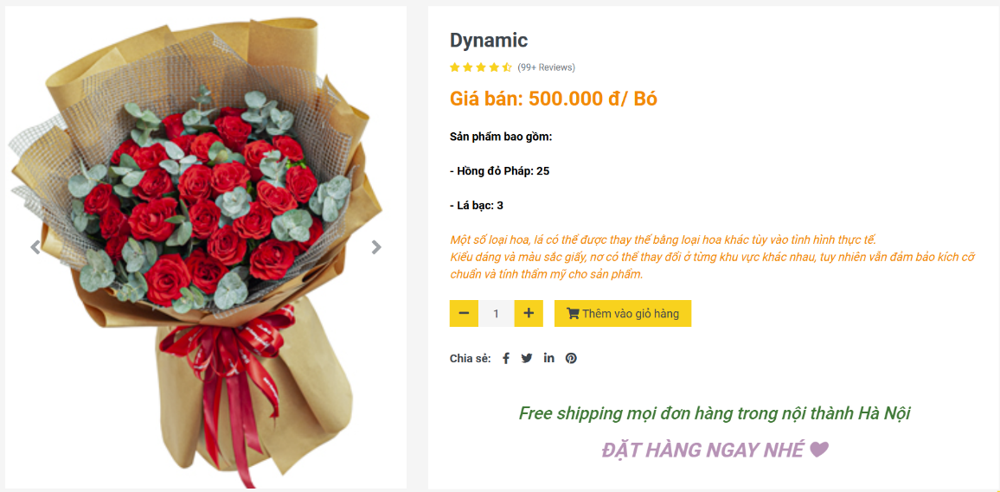 Dynamic
(99+ Reviews)
Giá bán: 500.000 đ/ Bó
Sản phẩm bao gồm:
- Hồng đỏ Pháp: 25
- Lá bạc: 3
Một số loại hoa, lá có thể được thay thế bằng loại hoa khác tùy vào tình hình thực tế.
Kiểu dáng và màu sắc giấy, nơ có thể thay đổi ở từng khu vực khác nhau, tuy nhiên vẫn đảm bảo kích cỡ
chuẩn và tính thẩm mỹ cho sản phẩm.
1
Thêm vào giỏ hàng
Chia sẻ:
Free shipping mọi đơn hàng trong nội thành Hà Nội
ĐẶT HÀNG NGAY NHÉ